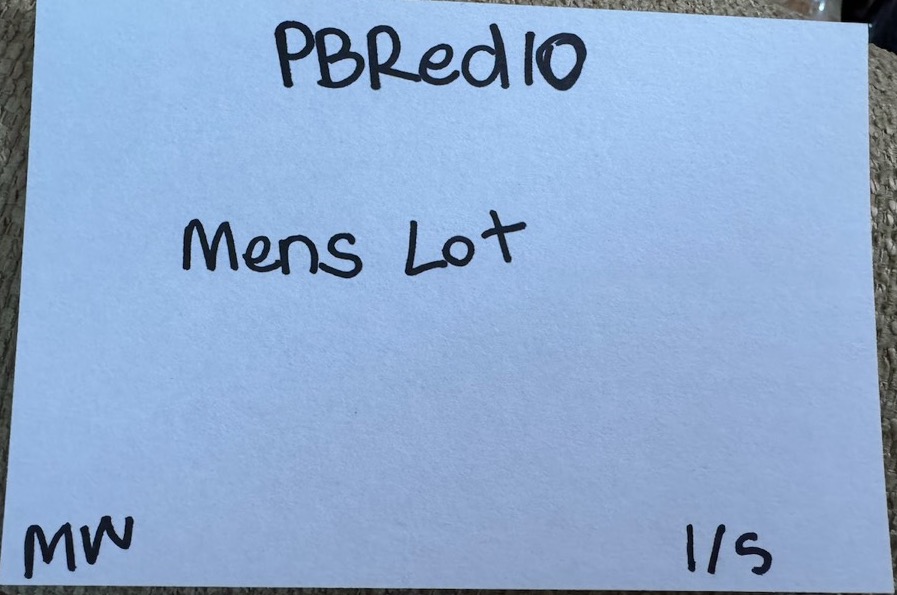 PBRed10
Mens Lot
MW
1/5